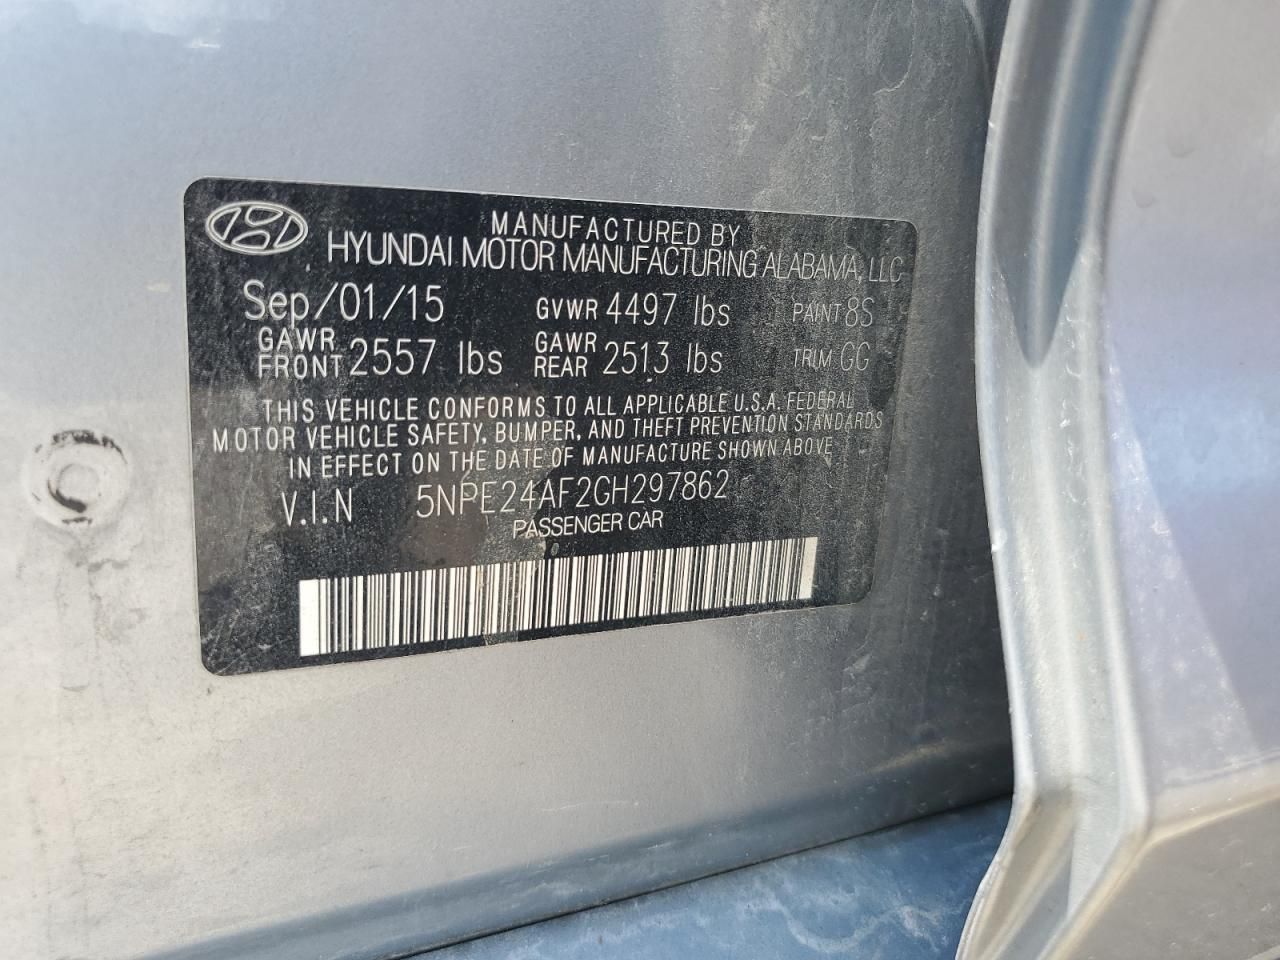 MANUFACTURED BY
HYUNDAI MOTOR MANUFACTURING ALABAMA, LLC
Sep/01/15 GVWR 4497 lbs PAINT 8S
GAWR FRONT 2557 lbs GAWR REAR 2513 lbs TRIM GG
THIS VEHICLE CONFORMS TO ALL APPLICABLE U.S.A. FEDERAL
MOTOR VEHICLE SAFETY, BUMPER, AND THEFT PREVENTION STANDARDS
IN EFFECT ON THE DATE OF MANUFACTURE SHOWN ABOVE
V.I.N 5NPE24AF2GH297862
PASSENGER CAR